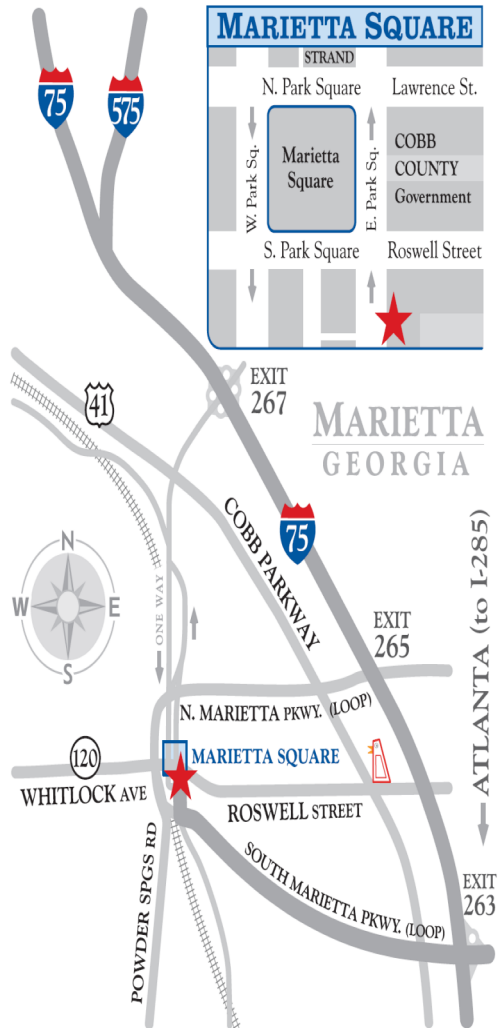 MARIETTA SQUARE
STRAND
N. Park Square
Lawrence St.
W. Park Sq.
Marietta
Square
E. Park Sq.
COBB
COUNTY
Government
S. Park Square
Roswell Street
75
575
EXIT
267
41
MARIETTA
GEORGIA
COBB PARKWAY
75
N
W
E
S
ONE WAY
ATLANTA (to I-285)
EXIT
265
N. MARIETTA PKWY. (LOOP)
120
MARIETTA SQUARE
WHITLOCK AVE
ROSWELL STREET
POWDER SPGS RD
SOUTH MARIETTA PKWY. (LOOP)
EXIT
263